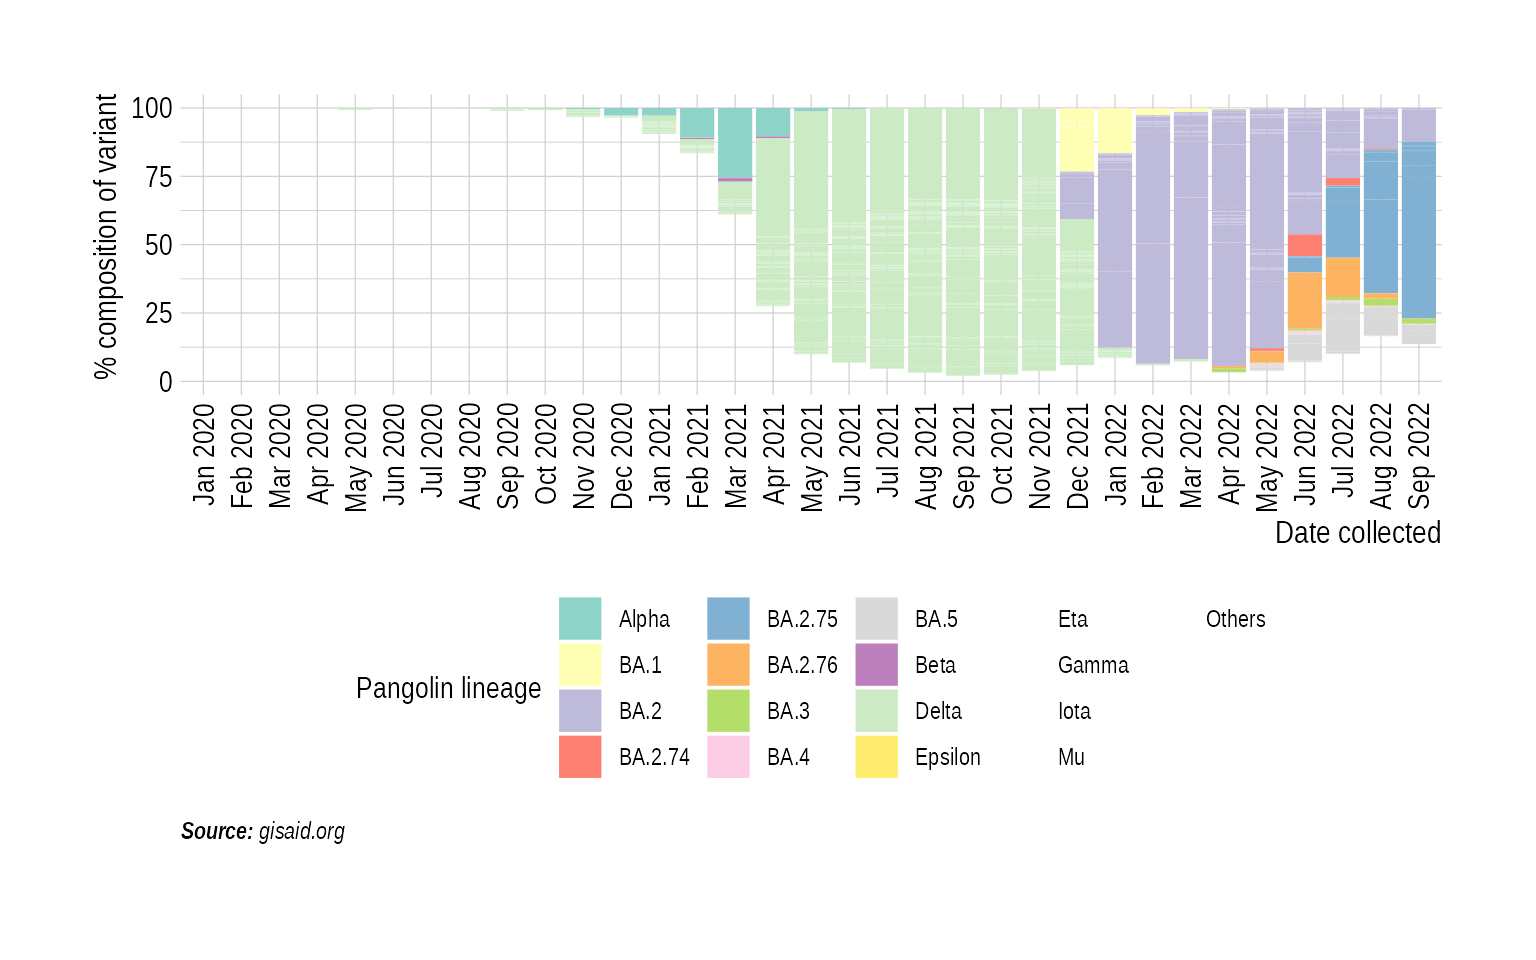 % composition of variant
100
75
50
25
0
Jan 2020
Feb 2020
Mar 2020
Apr 2020
May 2020
Jun 2020
Jul 2020
Aug 2020
Sep 2020
Oct 2020
Nov 2020
Dec 2020
Jan 2021
Feb 2021
Mar 2021
Apr 2021
May 2021
Jun 2021
Jul 2021
Aug 2021
Sep 2021
Oct 2021
Nov 2021
Dec 2021
Jan 2022
Feb 2022
Mar 2022
Apr 2022
May 2022
Jun 2022
Jul 2022
Aug 2022
Sep 2022
Date collected
Pangolin lineage
Alpha
BA.1
BA.2
BA.2.74
BA.2.75
BA.2.76
BA.3
BA.4
BA.5
Beta
Delta
Epsilon
Eta
Gamma
Iota
Mu
Others
Source: gisaid.org